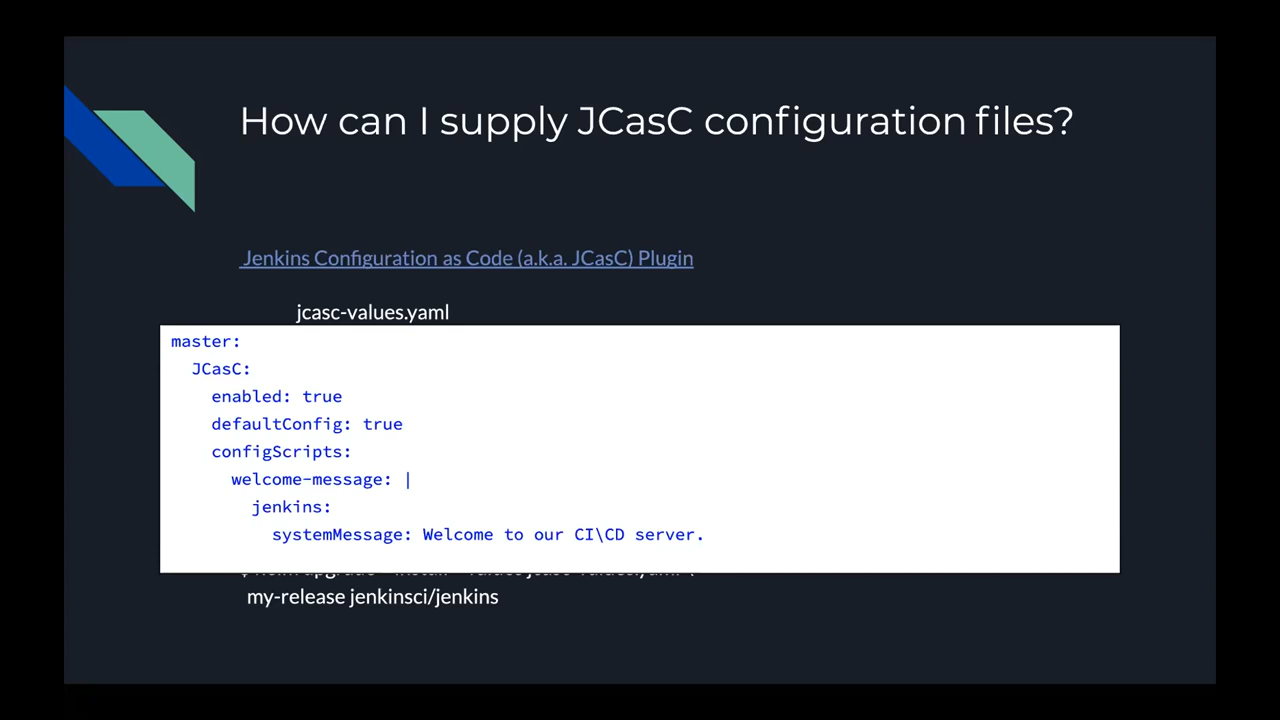 How can I supply JCasC configuration files?
Jenkins Configuration as Code (a.k.a. JCasC) Plugin
jcasc-values.yaml
master:
  JCasC:
    enabled: true
    defaultConfig: true
    configScripts:
      welcome-message: |
        jenkins:
          systemMessage: Welcome to our CI\CD server.
my-release jenkinsci/jenkins